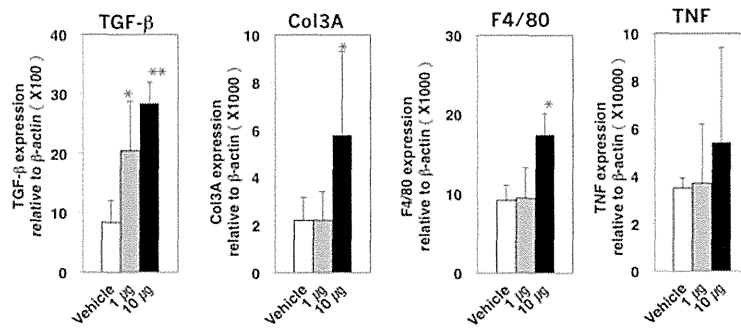 TGF-β
TGF-β expression
relative to β-actin ( X100)
40
30
20
10
0
*
**
Vehicle
1 µg
10 µg
Col3A
Col3A expression
relative to β-actin ( X1000)
10
8
6
4
2
0
*
Vehicle
1 µg
10 µg
F4/80
F4/80 expression
relative to β-actin ( X1000)
30
20
10
0
*
Vehicle
1 µg
10 µg
TNF
TNF expression
relative to β-actin ( X10000)
10
8
6
4
2
0
Vehicle
1 µg
10 µg